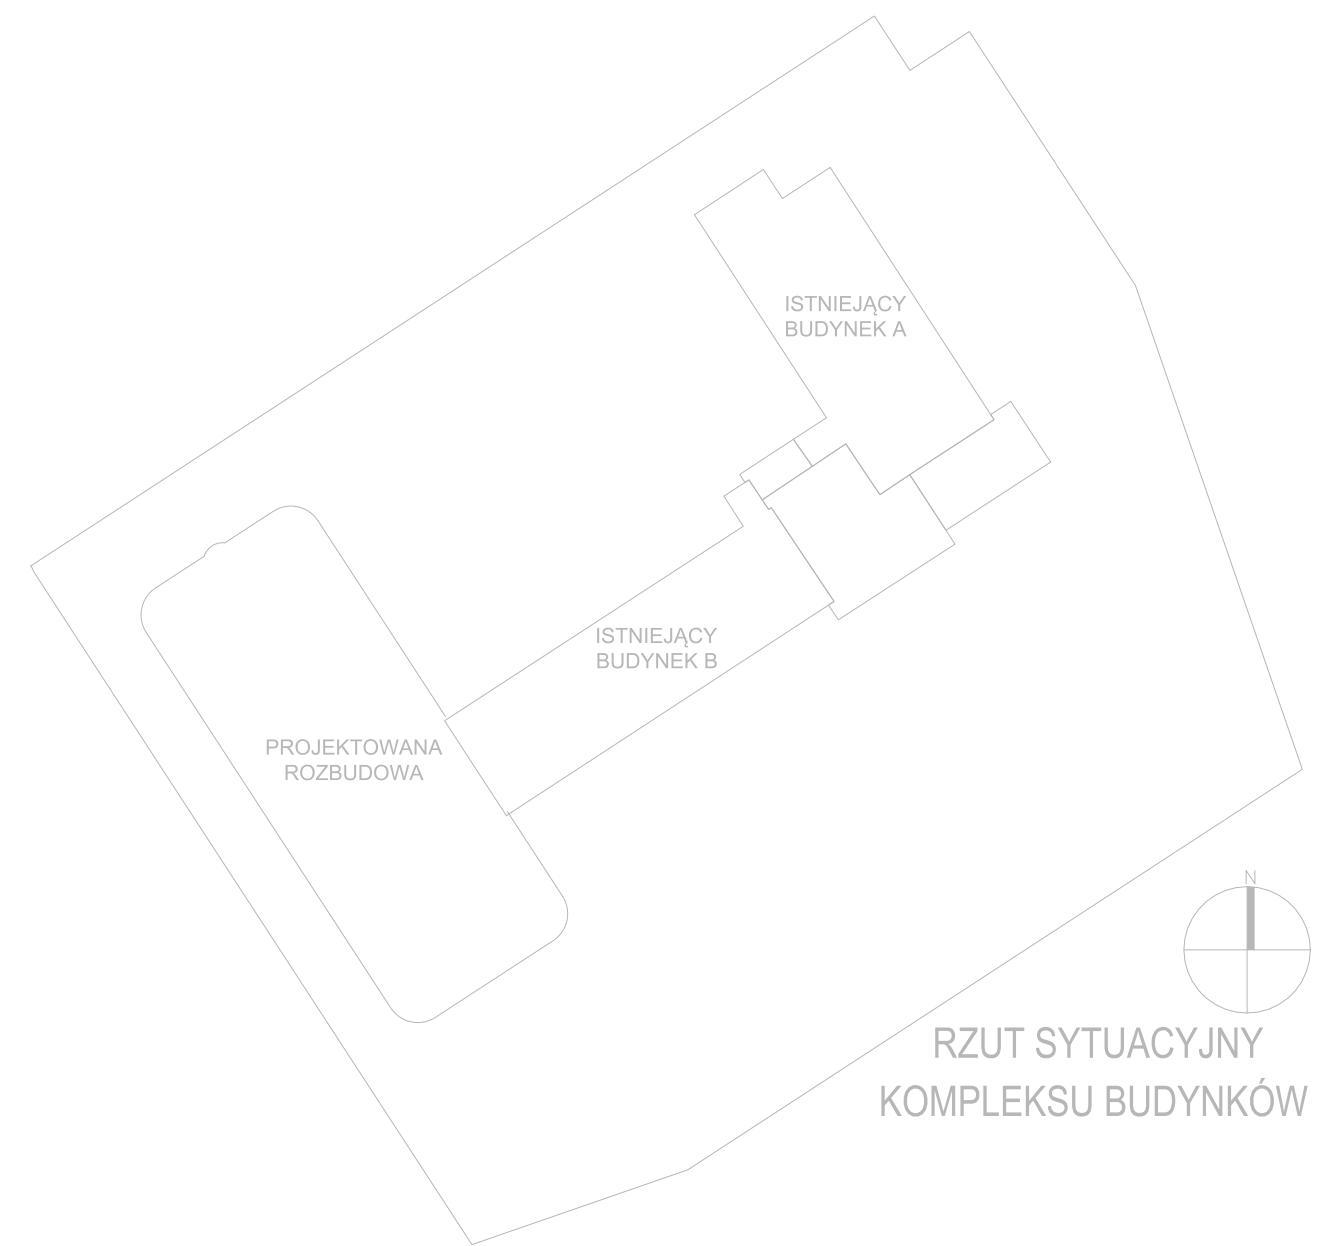 ISTNIEJĄCY
BUDYNEK A
ISTNIEJĄCY
BUDYNEK B
PROJEKTOWANA
ROZBUDOWA
N
RZUT SYTUACYJNY
KOMPLEKSU BUDYNKÓW